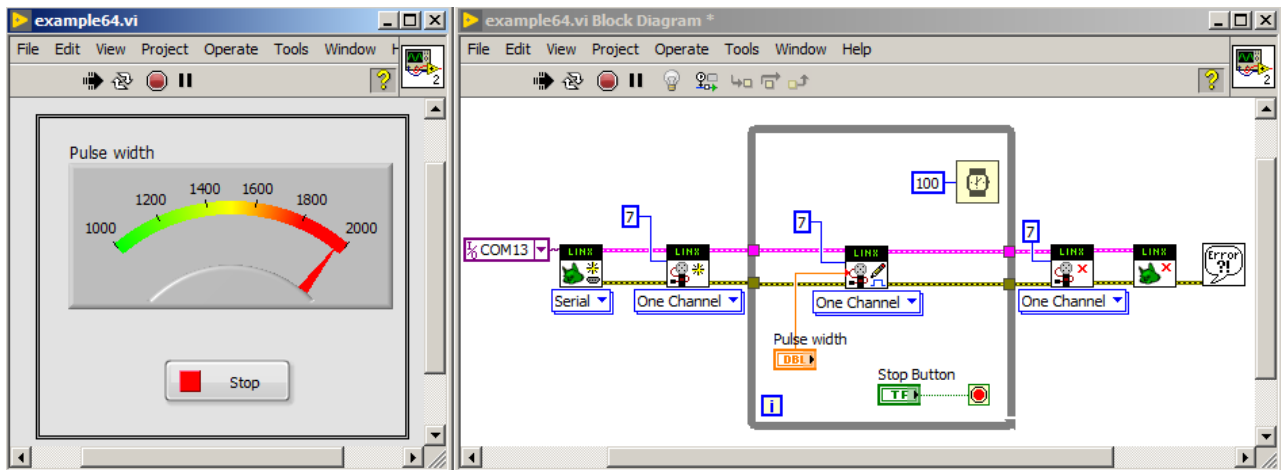 example64.vi
File Edit View Project Operate Tools Window H
2
Pulse width
1000 1200 1400 1600 1800 2000
Stop
example64.vi Block Diagram *
File Edit View Project Operate Tools Window Help
2
100
7
7
7
I/O COM13
LINX
LINX
LINX
LINX
LINX
Error
?!
Serial
One Channel
One Channel
One Channel
Pulse width
DBL
Stop Button
TF
i